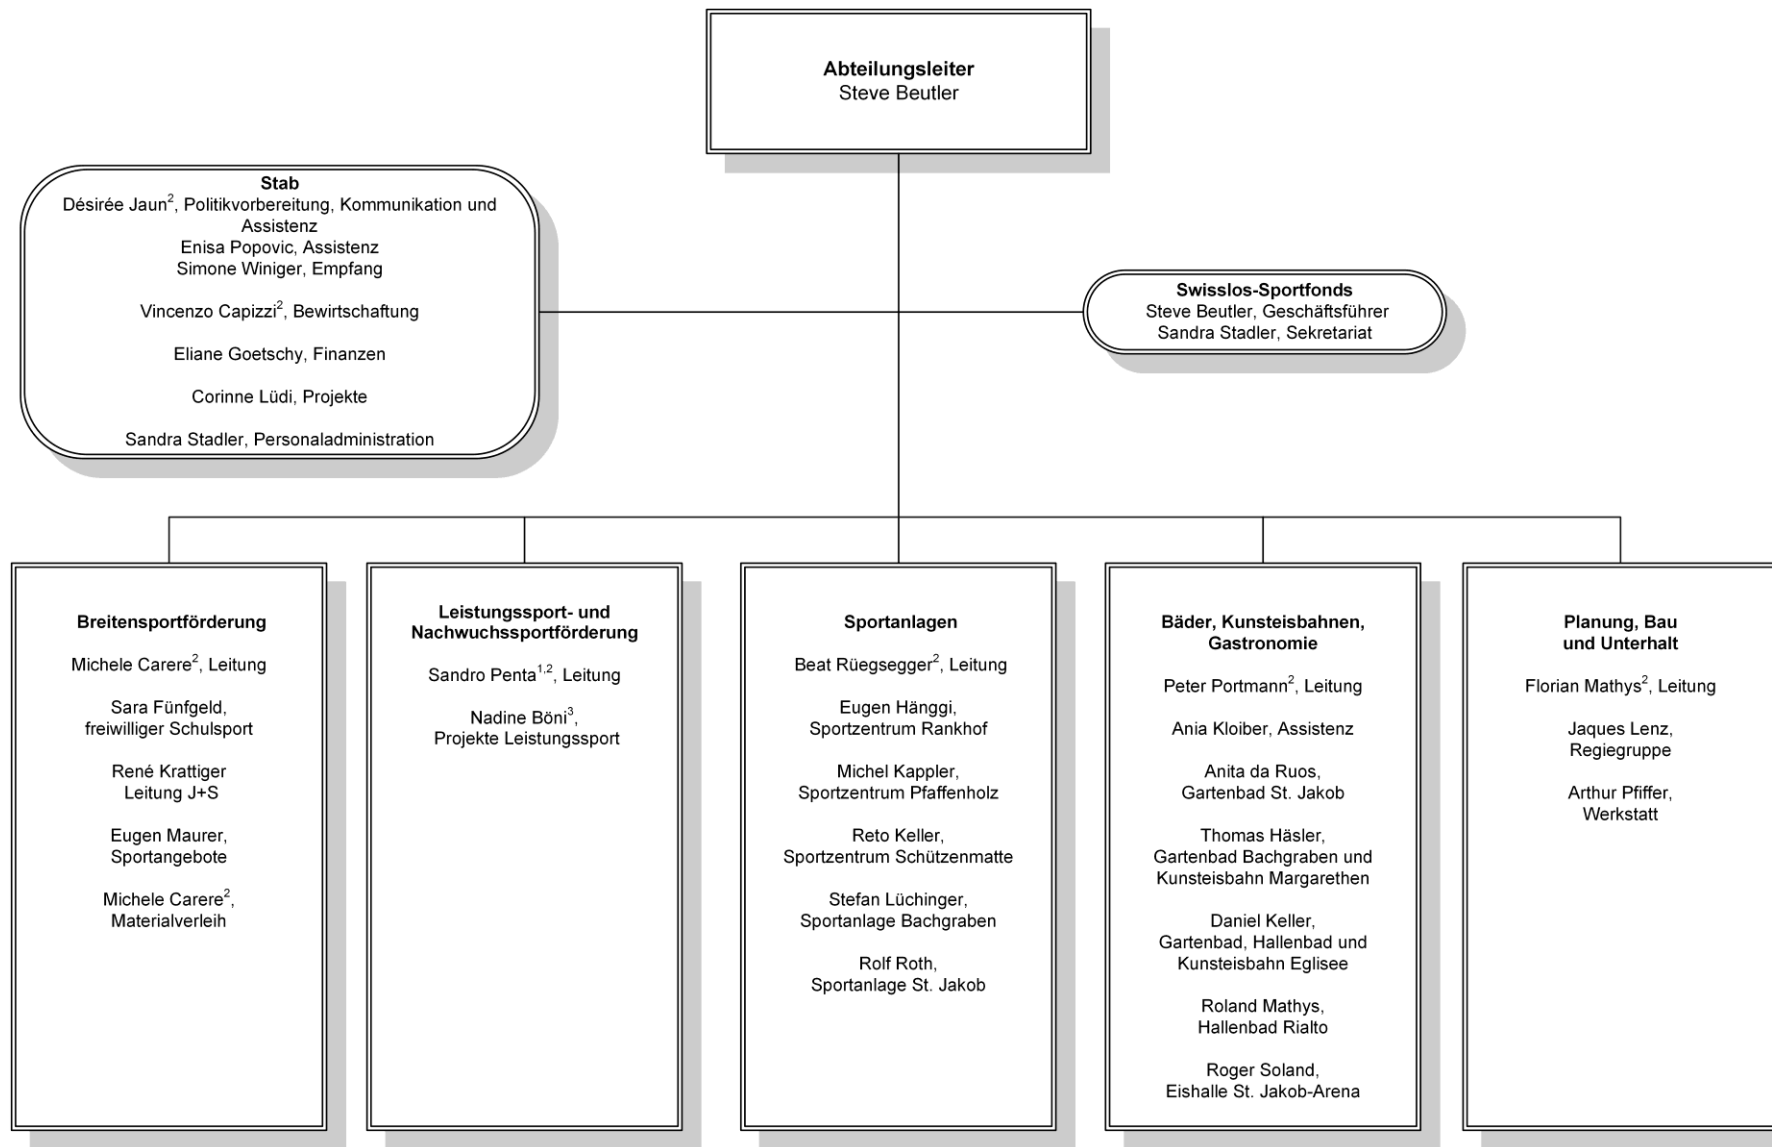 Abteilungsleiter
Steve Beutler
Stab
Désirée Jaun², Politikvorbereitung, Kommunikation und
Assistenz
Enisa Popovic, Assistenz
Simone Winiger, Empfang
Vincenzo Capizzi², Bewirtschaftung
Eliane Goetschy, Finanzen
Corinne Lüdi, Projekte
Sandra Stadler, Personaladministration
Swisslos-Sportfonds
Steve Beutler, Geschäftsführer
Sandra Stadler, Sekretariat
Breitensportförderung
Michele Carere², Leitung
Sara Fünfgeld,
freiwilliger Schulsport
René Krattiger
Leitung J+S
Eugen Maurer,
Sportangebote
Michele Carere²,
Materialverleih
Leistungssport- und
Nachwuchssportförderung
Sandro Penta¹,², Leitung
Nadine Böni³,
Projekte Leistungssport
Sportanlagen
Beat Rüegsegger², Leitung
Eugen Hänggi,
Sportzentrum Rankhof
Michel Kappler,
Sportzentrum Pfaffenholz
Reto Keller,
Sportzentrum Schützenmatte
Stefan Lüchinger,
Sportanlage Bachgraben
Rolf Roth,
Sportanlage St. Jakob
Bäder, Kunsteisbahnen,
Gastronomie
Peter Portmann², Leitung
Ania Kloiber, Assistenz
Anita da Ruos,
Gartenbad St. Jakob
Thomas Häsler,
Gartenbad Bachgraben und
Kunsteisbahn Margarethen
Daniel Keller,
Gartenbad, Hallenbad und
Kunsteisbahn Eglisee
Roland Mathys,
Hallenbad Rialto
Roger Soland,
Eishalle St. Jakob-Arena
Planung, Bau
und Unterhalt
Florian Mathys², Leitung
Jaques Lenz,
Regiegruppe
Arthur Pfiffer,
Werkstatt